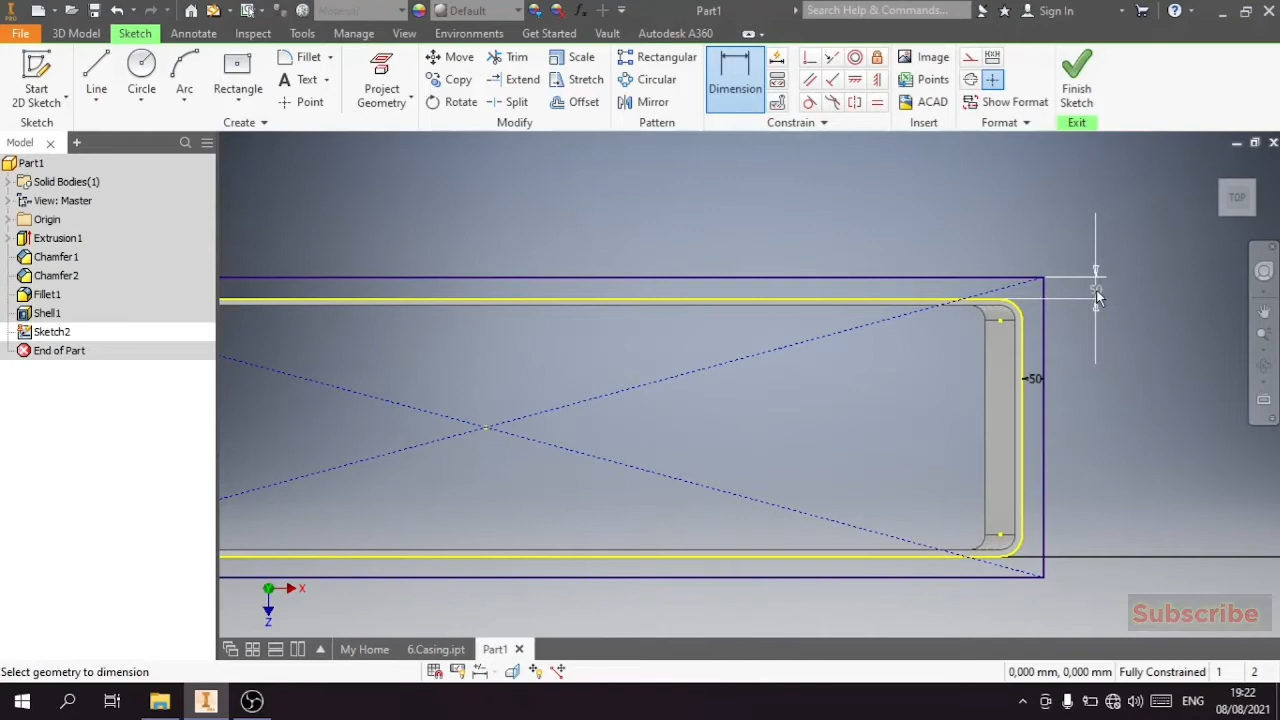 Material
Default
Part1
Search Help & Commands...
Sign In
PRO
File
3D Model
Sketch
Annotate
Inspect
Tools
Manage
View
Environments
Get Started
Vault
Autodesk A360
Start
2D Sketch
Line
Circle
Arc
Rectangle
Fillet
Text
Point
Project
Geometry
Move
Copy
Rotate
Trim
Extend
Split
Scale
Stretch
Offset
Rectangular
Circular
Mirror
Dimension
Image
Points
ACAD
Show Format
Finish
Sketch
Sketch
Create
Modify
Pattern
Constrain
Insert
Format
Exit
Model
Part1
Solid Bodies(1)
View: Master
Origin
Extrusion1
Chamfer1
Chamfer2
Fillet1
Shell1
Sketch2
End of Part
TOP
50
X
Z
Subscribe
My Home
6.Casing.ipt
Part1
Select geometry to dimension
0,000 mm, 0,000 mm
Fully Constrained
1
2
ENG
19:22
08/08/2021